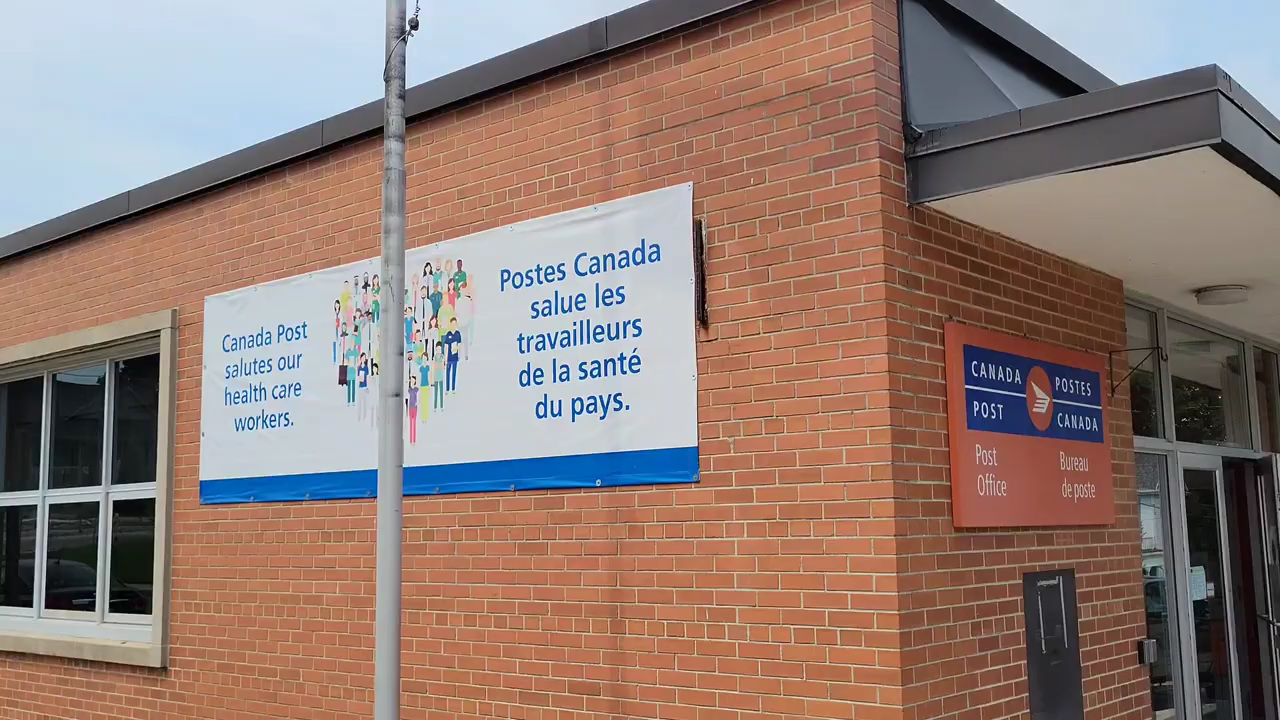 Canada Post
salutes our
health care
workers.
Postes Canada
salue les
travailleurs
de la santé
du pays.
CANADA POSTES
POST CANADA
Post Bureau
Office de poste